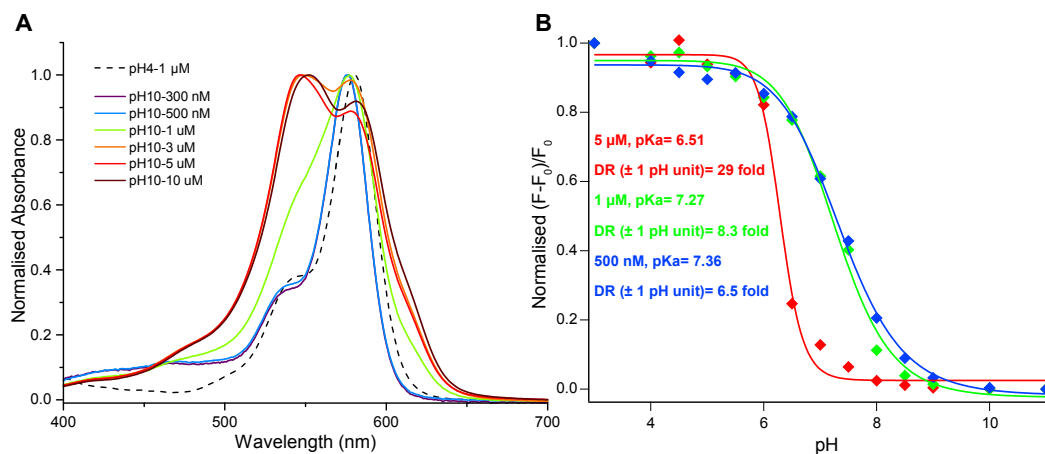 A
Normalised Absorbance
1.0
0.8
0.6
0.4
0.2
0.0
400
500
600
700
Wavelength (nm)
pH4-1 μM
pH10-300 nM
pH10-500 nM
pH10-1 uM
pH10-3 uM
pH10-5 uM
pH10-10 uM
B
Normalised (F-F0)/F0
1.0
0.8
0.6
0.4
0.2
0.0
4
6
8
10
pH
5 μM, pKa= 6.51
DR (± 1 pH unit)= 29 fold
1 μM, pKa= 7.27
DR (± 1 pH unit)= 8.3 fold
500 nM, pKa= 7.36
DR (± 1 pH unit)= 6.5 fold